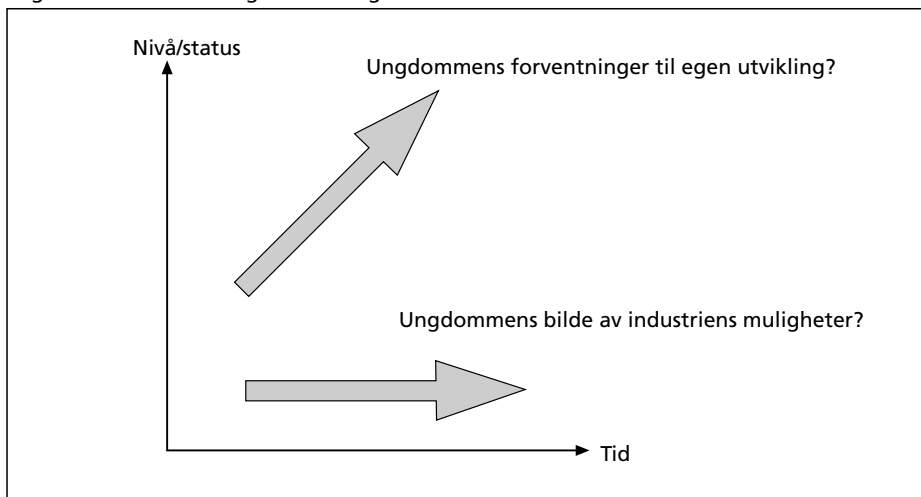 Nivå/status
Ungdommens forventninger til egen utvikling?
Ungdommens bilde av industriens muligheter?
Tid